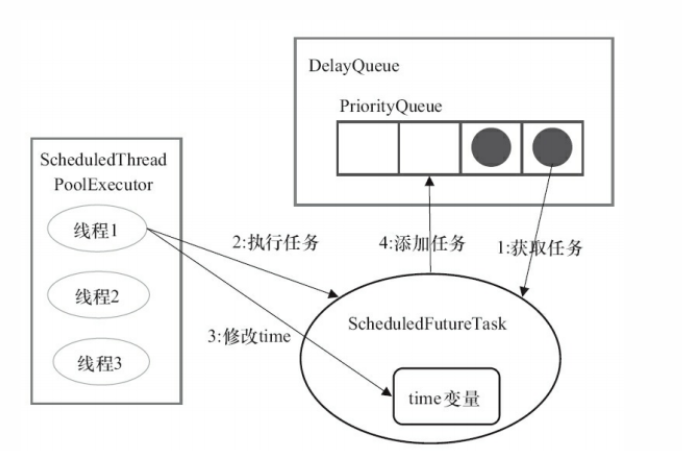 DelayQueue
PriorityQueue
ScheduledThread
PoolExecutor
线程1
线程2
线程3
2:执行任务
4:添加任务
1:获取任务
3:修改time
ScheduledFutureTask
time变量